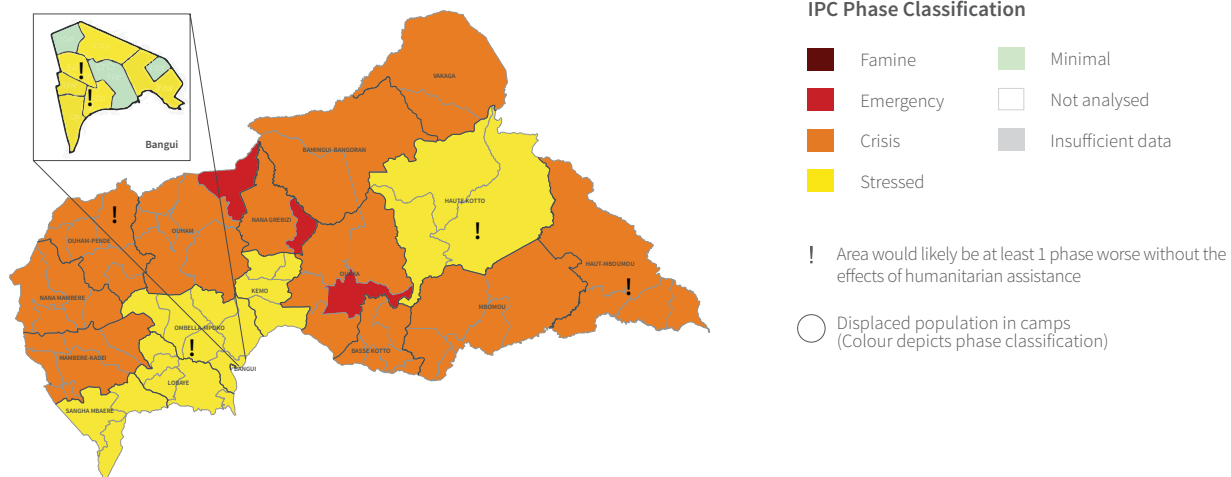 IPC Phase Classification
Famine
Minimal
Emergency
Not analysed
Crisis
Insufficient data
Stressed
! Area would likely be at least 1 phase worse without the
effects of humanitarian assistance
Displaced population in camps
(Colour depicts phase classification)
Bangui
!
!
VAKAGA
BAMINGUI-BANGORAN
HAUTE KOTTO
!
NANA GREBIZI
!
OUHAM
OUHAM-PENDE
OUAKA
HAUT-MBOUMOU
!
NANA MAMBERE
KEMO
MBOMOU
OMBELLA-MPOKO
!
BASSE KOTTO
MAMBERE-KADEI
BANGUI
LOBAYE
SANGHA MBAERE